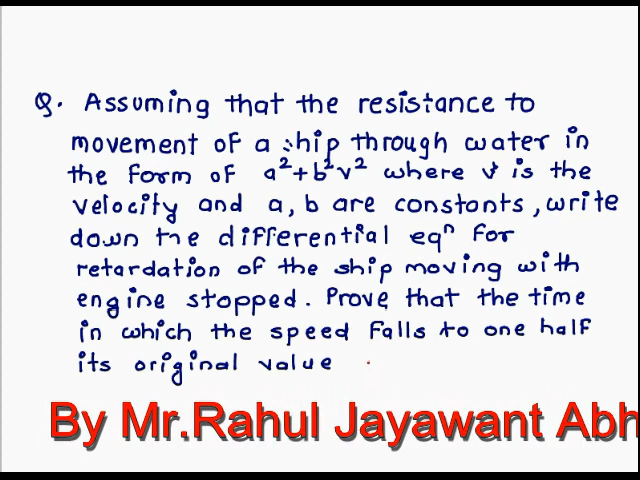 Q. Assuming that the resistance to
movement of a ship through water in
the form of a²+b²v² where v is the
velocity and a, b are constants, write
down the differential eqⁿ for
retardation of the ship moving with
engine stopped. Prove that the time
in which the speed falls to one half
its original value
By Mr.Rahul Jayawant Abh